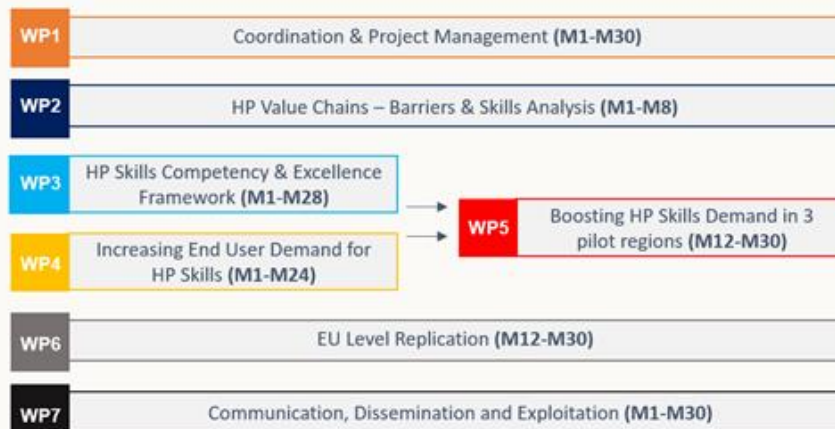 WP1
Coordination & Project Management (M1-M30)
WP2
HP Value Chains – Barriers & Skills Analysis (M1-M8)
WP3
HP Skills Competency & Excellence
Framework (M1-M28)
WP4
Increasing End User Demand for
HP Skills (M1-M24)
WP5
Boosting HP Skills Demand in 3
pilot regions (M12-M30)
WP6
EU Level Replication (M12-M30)
WP7
Communication, Dissemination and Exploitation (M1-M30)